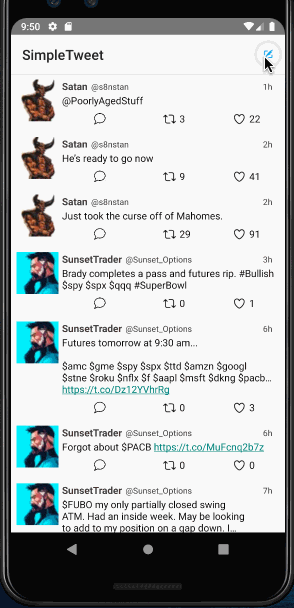 9:50
SimpleTweet
Satan @s8nstan 1h
@PoorlyAgedStuff
3 22
Satan @s8nstan 2h
He's ready to go now
9 41
Satan @s8nstan 2h
Just took the curse off of Mahomes.
29 91
SunsetTrader @Sunset_Options 3h
Brady completes a pass and futures rip. #Bullish
$spy $spx $qqq #SuperBowl
0 1
SunsetTrader @Sunset_Options 6h
Futures tomorrow at 9:30 am...
$amc $gme $spy $spx $ttd $amzn $googl
$stne $roku $nflx $f $aapl $msft $dkng $pacb...
https://t.co/Dz12YVhrRg
0 3
SunsetTrader @Sunset_Options 6h
Forgot about $PACB https://t.co/MuFcnq2b7z
0 0
SunsetTrader @Sunset_Options 7h
$FUBO my only partially closed swing
ATM. Had an inside week. May be looking
to add to my position on a gap down. I...